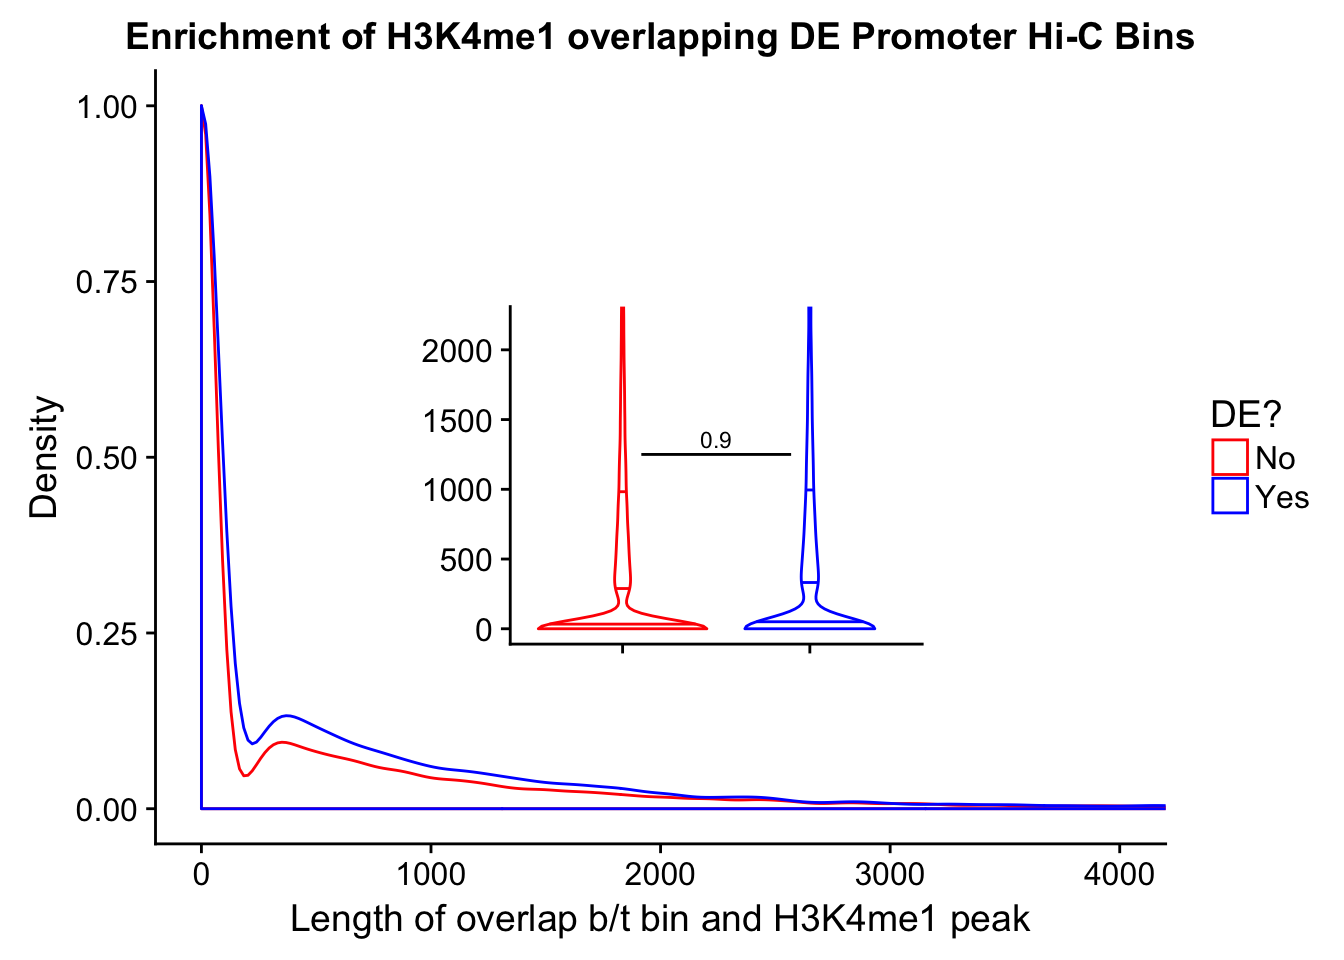 Enrichment of H3K4me1 overlapping DE Promoter Hi-C Bins
1.00
0.75
0.50
0.25
0.00
Density
2000
1500
1000
500
0
0.9
DE?
No
Yes
0 1000 2000 3000 4000
Length of overlap b/t bin and H3K4me1 peak